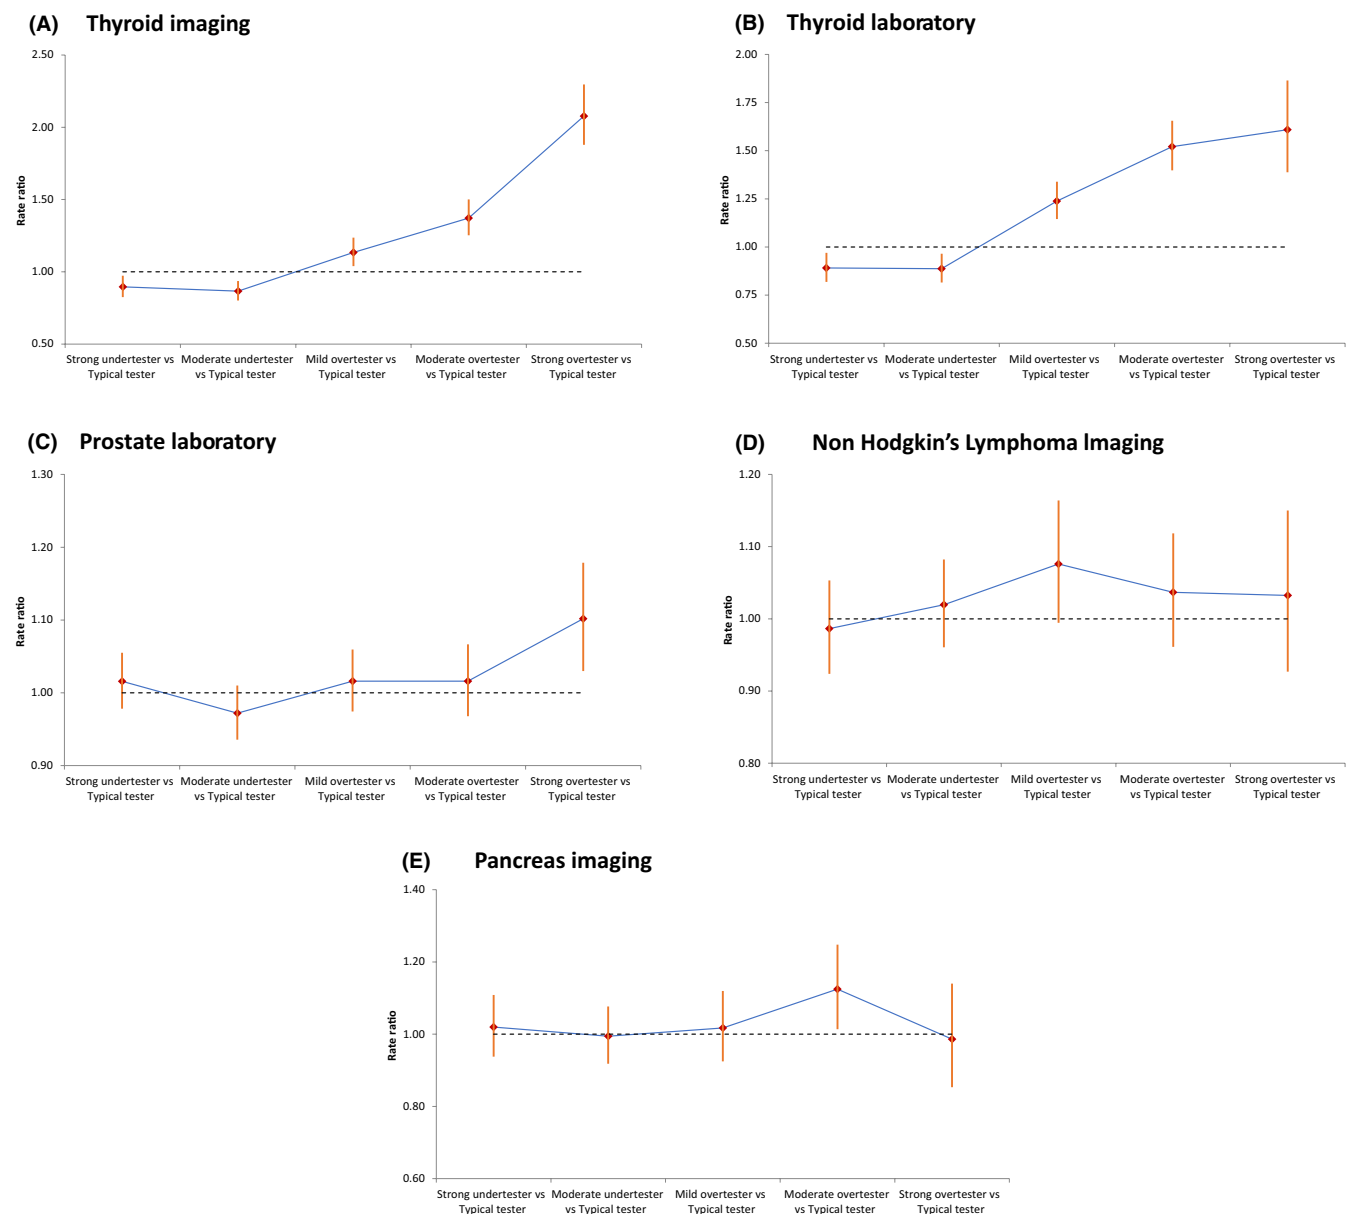 (A) Thyroid imaging
2.50
2.00
1.50
1.00
0.50
Rate ratio
Strong undertester vs
Typical tester
Moderate undertester
vs Typical tester
Mild overtester vs
Typical tester
Moderate overtester
vs Typical tester
Strong overtester vs
Typical tester
(B) Thyroid laboratory
2.00
1.75
1.50
1.25
1.00
0.75
0.50
Rate ratio
Strong undertester vs
Typical tester
Moderate undertester
vs Typical tester
Mild overtester vs
Typical tester
Moderate overtester
vs Typical tester
Strong overtester vs
Typical tester
(C) Prostate laboratory
1.30
1.20
1.10
1.00
0.90
Rate ratio
Strong undertester vs
Typical tester
Moderate undertester
vs Typical tester
Mild overtester vs
Typical tester
Moderate overtester
vs Typical tester
Strong overtester vs
Typical tester
(D) Non Hodgkin's Lymphoma Imaging
1.20
1.10
1.00
0.90
0.80
Rate ratio
Strong undertester vs
Typical tester
Moderate undertester
vs Typical tester
Mild overtester vs
Typical tester
Moderate overtester
vs Typical tester
Strong overtester vs
Typical tester
(E) Pancreas imaging
1.40
1.20
1.00
0.80
0.60
Rate ratio
Strong undertester vs
Typical tester
Moderate undertester
vs Typical tester
Mild overtester vs
Typical tester
Moderate overtester
vs Typical tester
Strong overtester vs
Typical tester